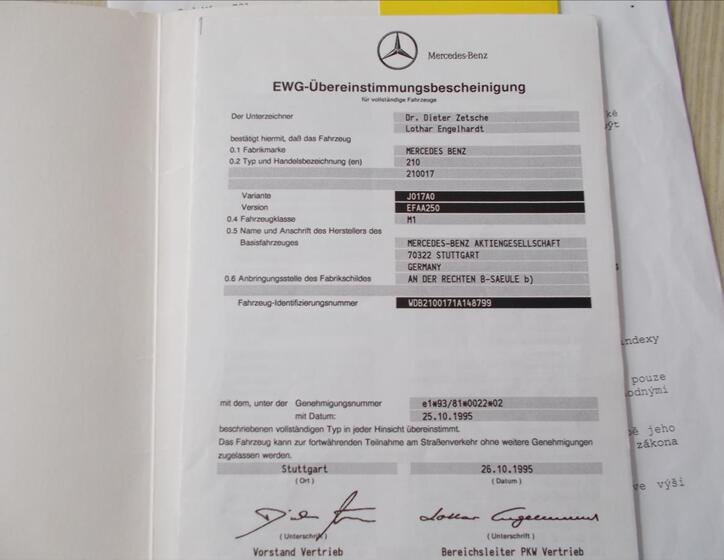 Mercedes-Benz
EWG-Übereinstimmungsbescheinigung
für vollständige Fahrzeuge
Der Unterzeichner Dr. Dieter Zetsche
Lothar Engelhardt
bestätigt hiermit, daß das Fahrzeug
0.1 Fabrikmarke MERCEDES BENZ
0.2 Typ und Handelsbezeichnung (en) 210
210017
Variante J017A0
Version EFAA250
0.4 Fahrzeugklasse M1
0.5 Name und Anschrift des Herstellers des
Basisfahrzeuges MERCEDES-BENZ AKTIENGESELLSCHAFT
70322 STUTTGART
GERMANY
0.6 Anbringungsstelle des Fabrikschildes AN DER RECHTEN B-SAEULE b)
Fahrzeug-Identifizierungsnummer WDB2100171A148799
mit dem, unter der Genehmigungsnummer e1*93/81*0022*02
mit Datum: 25.10.1995
beschriebenen vollständigen Typ in jeder Hinsicht übereinstimmt.
Das Fahrzeug kann zur fortwährenden Teilnahme am Straßenverkehr ohne weitere Genehmigungen
zugelassen werden.
Stuttgart 26.10.1995
(Ort) (Datum)
(Unterschrift) (Unterschrift)
Vorstand Vertrieb Bereichsleiter PKW Vertrieb
pouze
jeho
zákona
ve výši